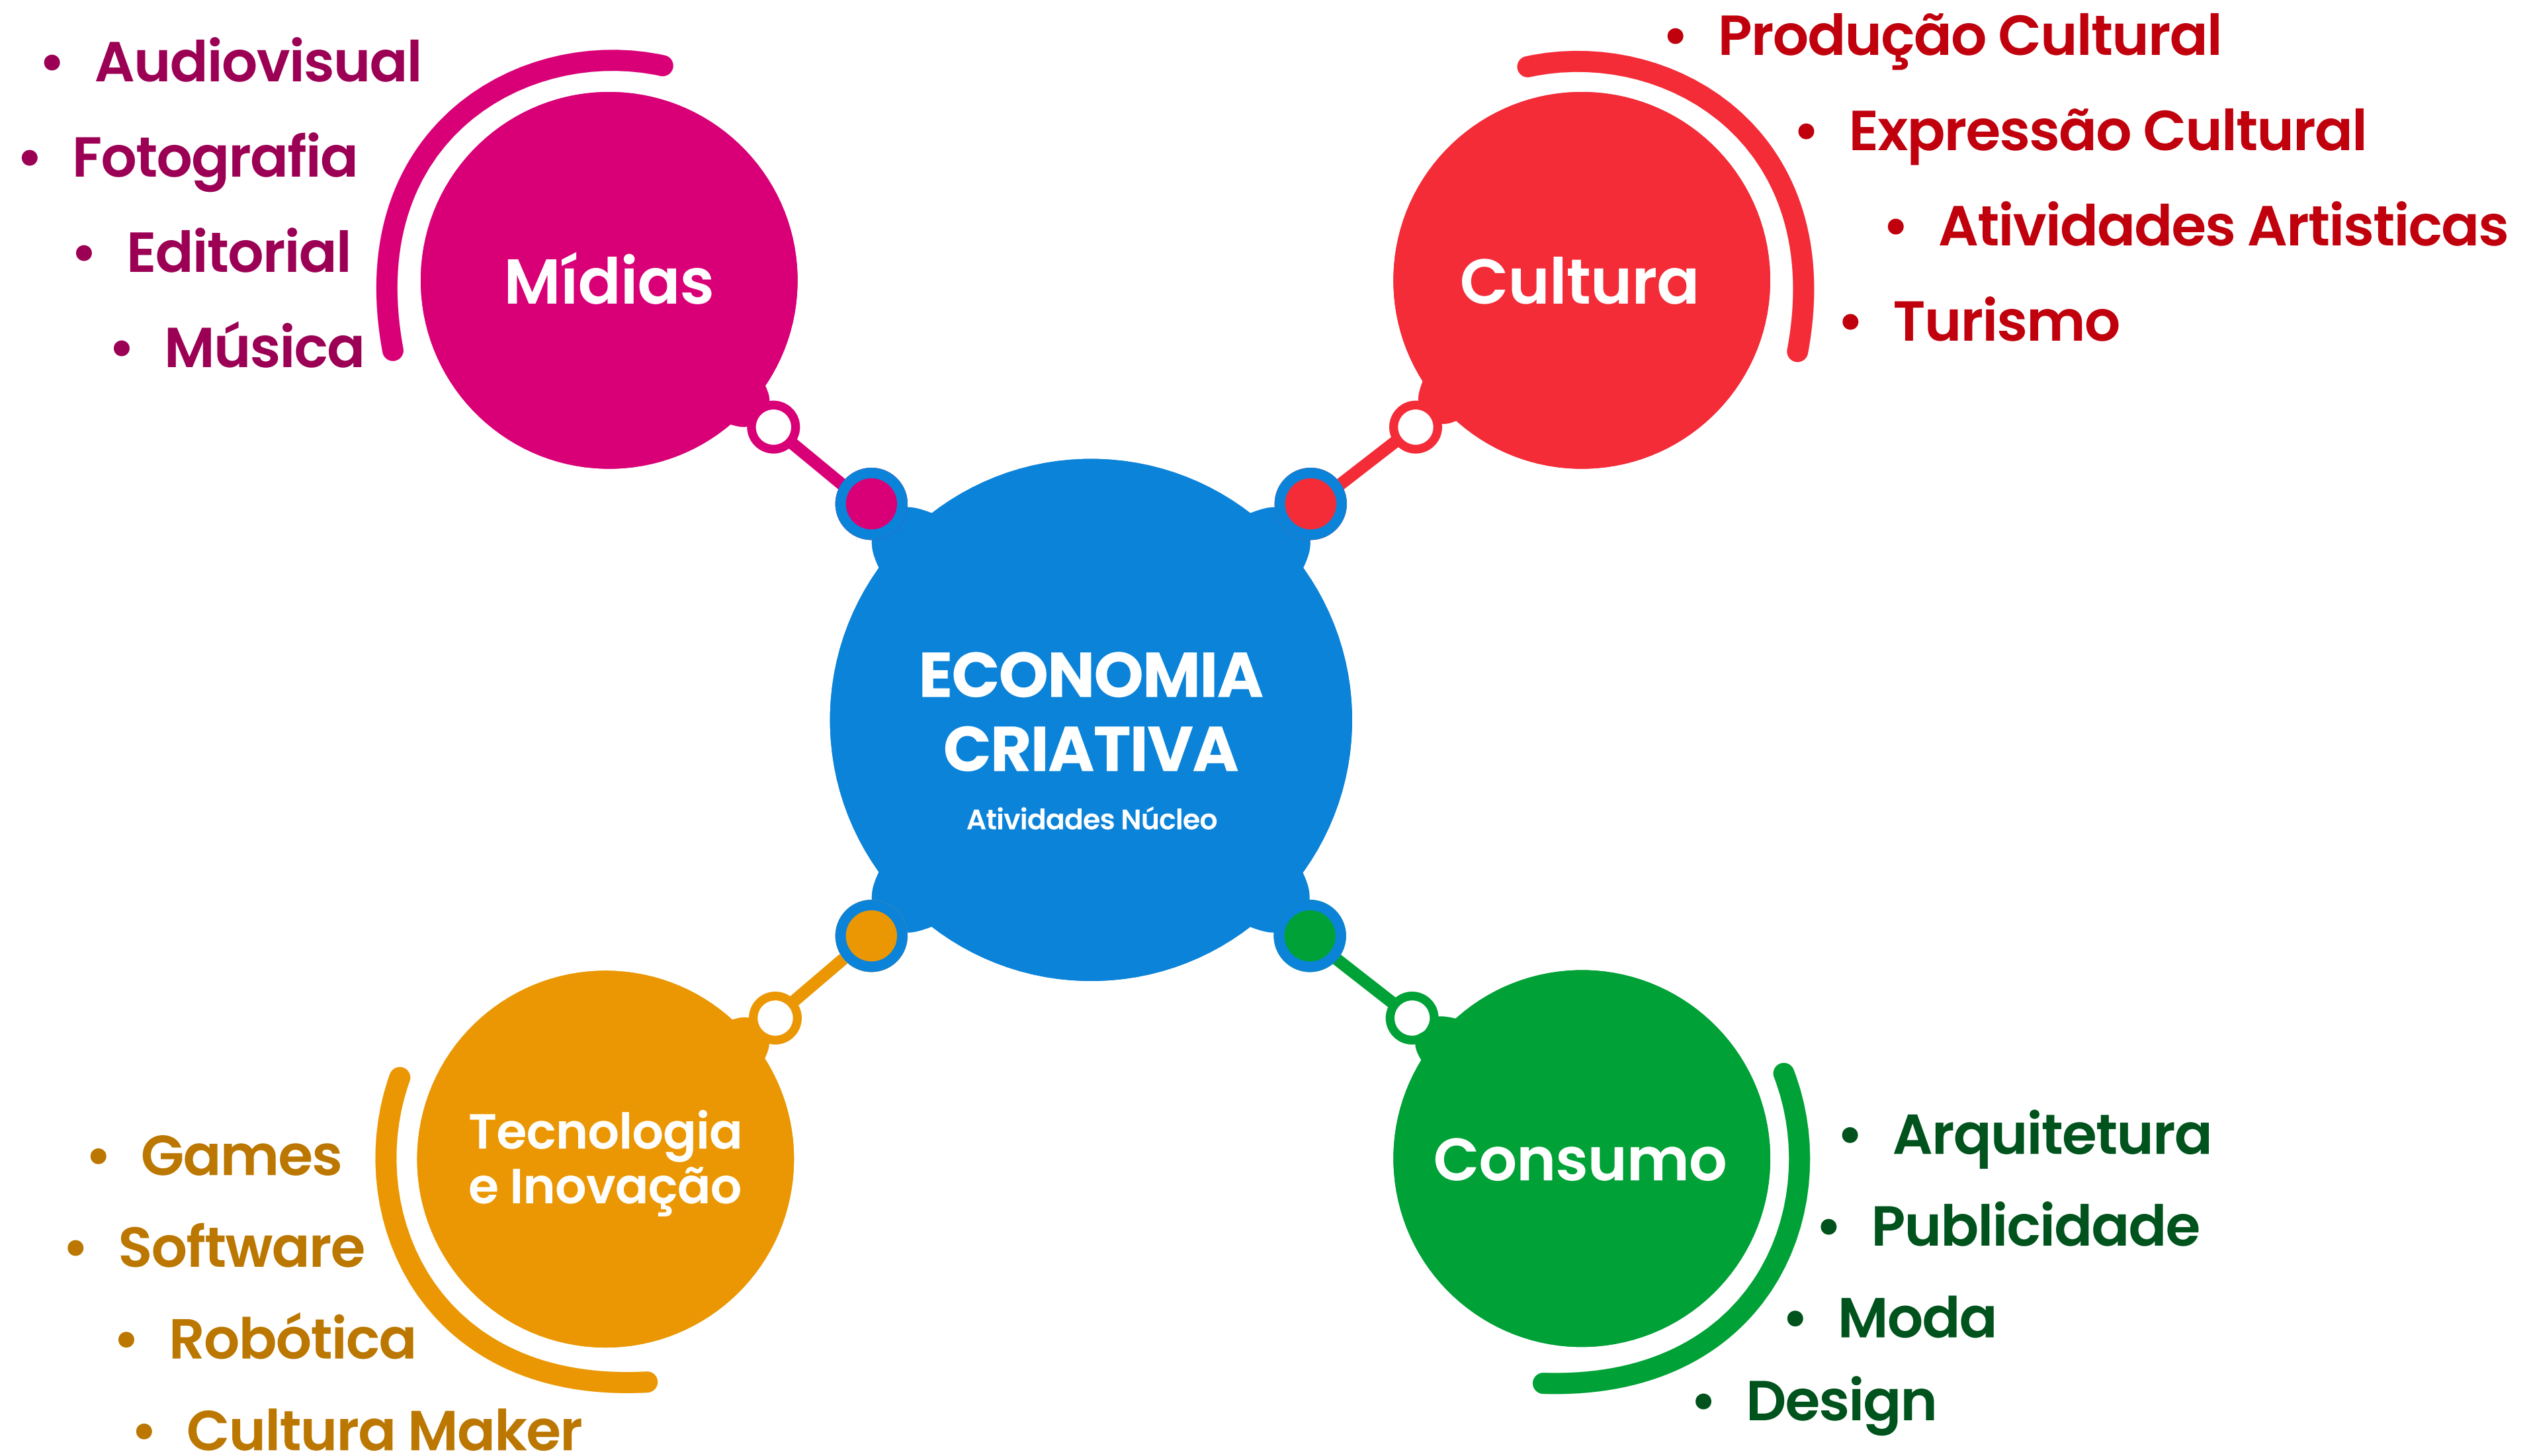 • Audiovisual
• Fotografia
• Editorial
• Música
Mídias
• Produção Cultural
• Expressão Cultural
• Atividades Artisticas
• Turismo
Cultura
ECONOMIA
CRIATIVA
Atividades Núcleo
Tecnologia
e Inovação
• Games
• Software
• Robótica
• Cultura Maker
Consumo
• Arquitetura
• Publicidade
• Moda
• Design